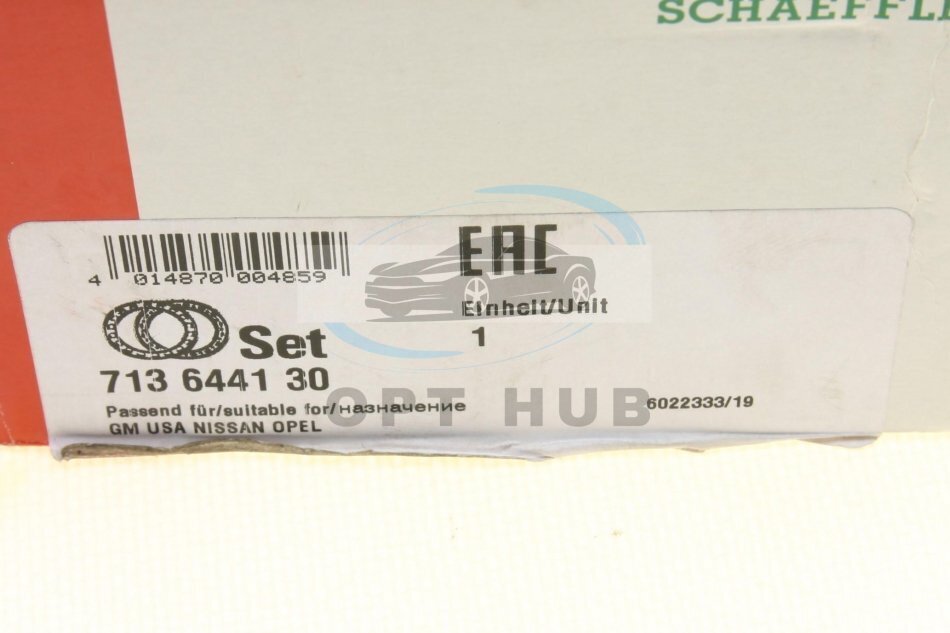 SCHAEFFLE
EAC
4 014870 004859
Einheit/Unit
Set
1
713 6441 30
OPT HUB
Passend für/suitable for/назначение
6022333/19
GM USA NISSAN OPEL